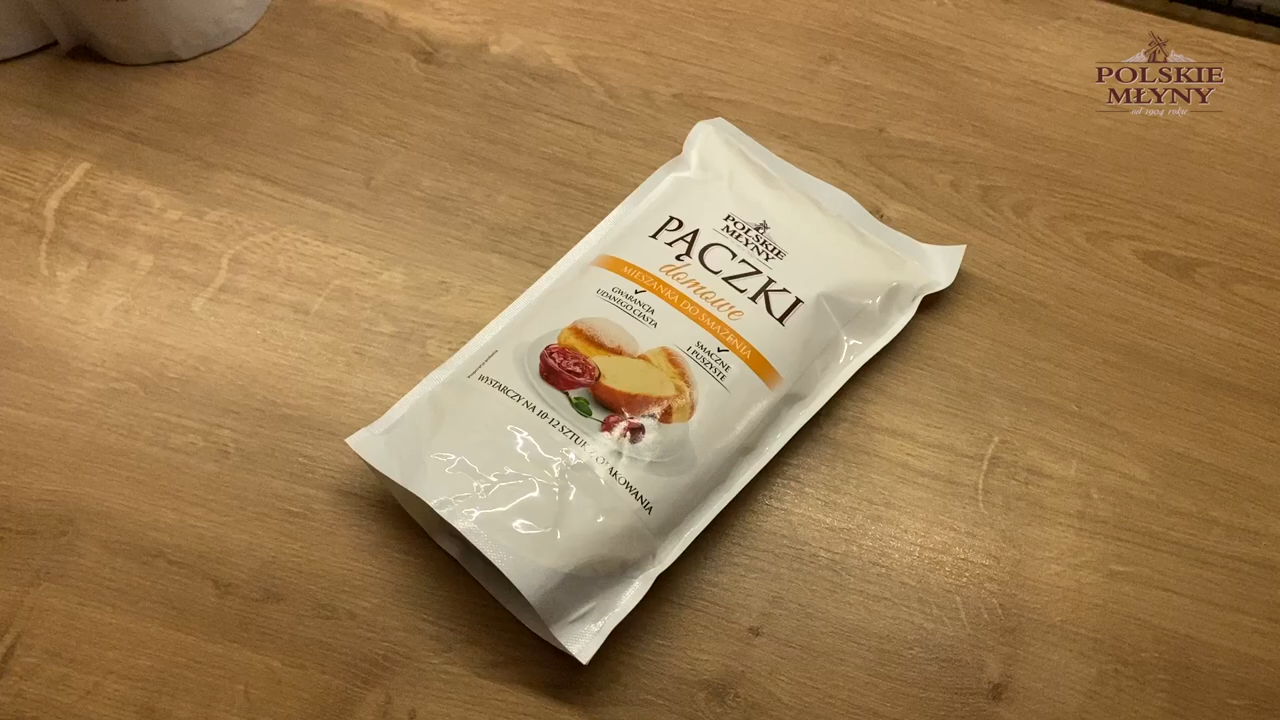 POLSKIE
MŁYNY
od 1904 roku
POLSKIE
MŁYNY
PĄCZKI
domowe
MIESZANKA DO SMAŻENIA
GWARANCJA
UDANEGO CIASTA
SMACZNE
I PUSZYSTE
WYSTARCZY NA 10-12 SZTUK Z OPAKOWANIA